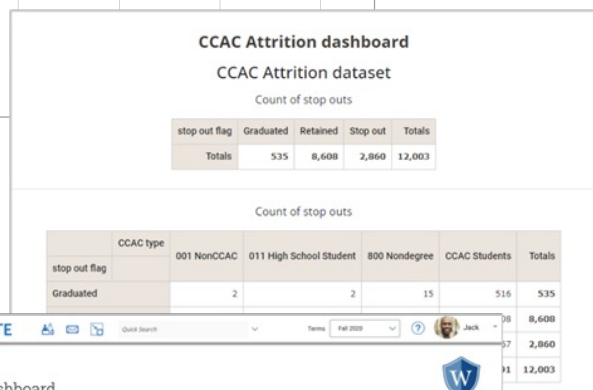 CCAC Attrition dashboard
CCAC Attrition dataset
Count of stop outs
stop out flag Graduated Retained Stop out Totals
Totals 535 8,608 2,860 12,003
Count of stop outs
CCAC type 001 NonCCAC 011 High School Student 800 Nondegree CCAC Students Totals
stop out flag
Graduated 2 2 15 516 535
8,608
2,860
12,003
TE Quick Search Terms Fall 2020 ? Jack
W